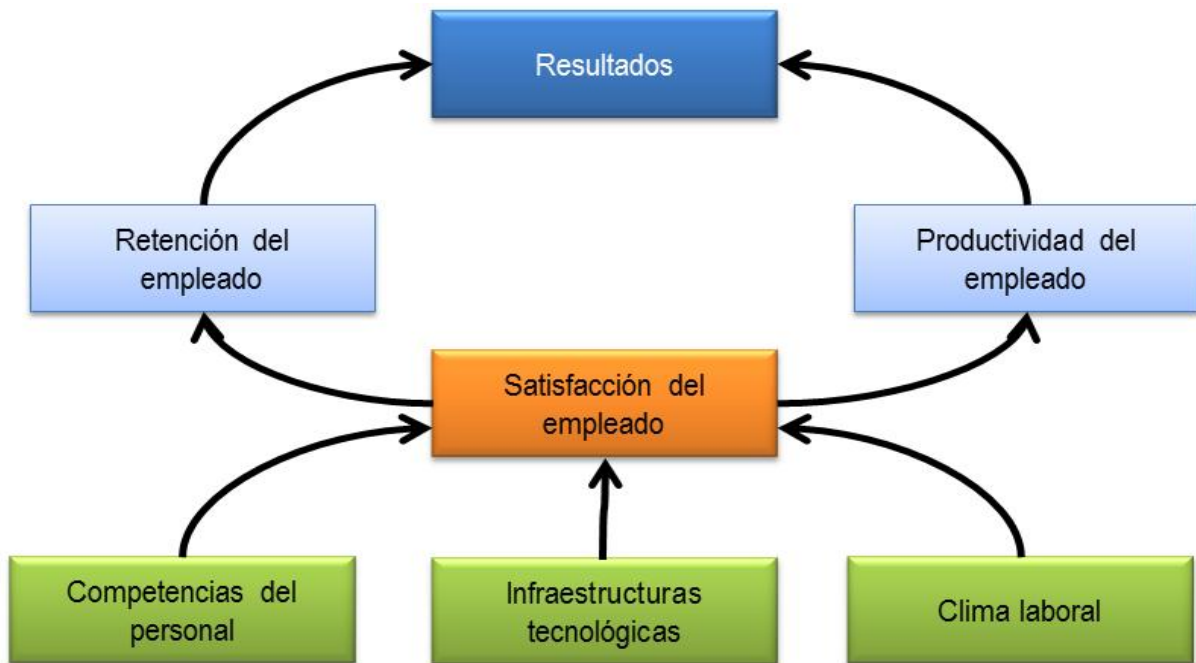 Resultados
Retención del
empleado
Productividad del
empleado
Satisfacción del
empleado
Competencias del
personal
Infraestructuras
tecnológicas
Clima laboral